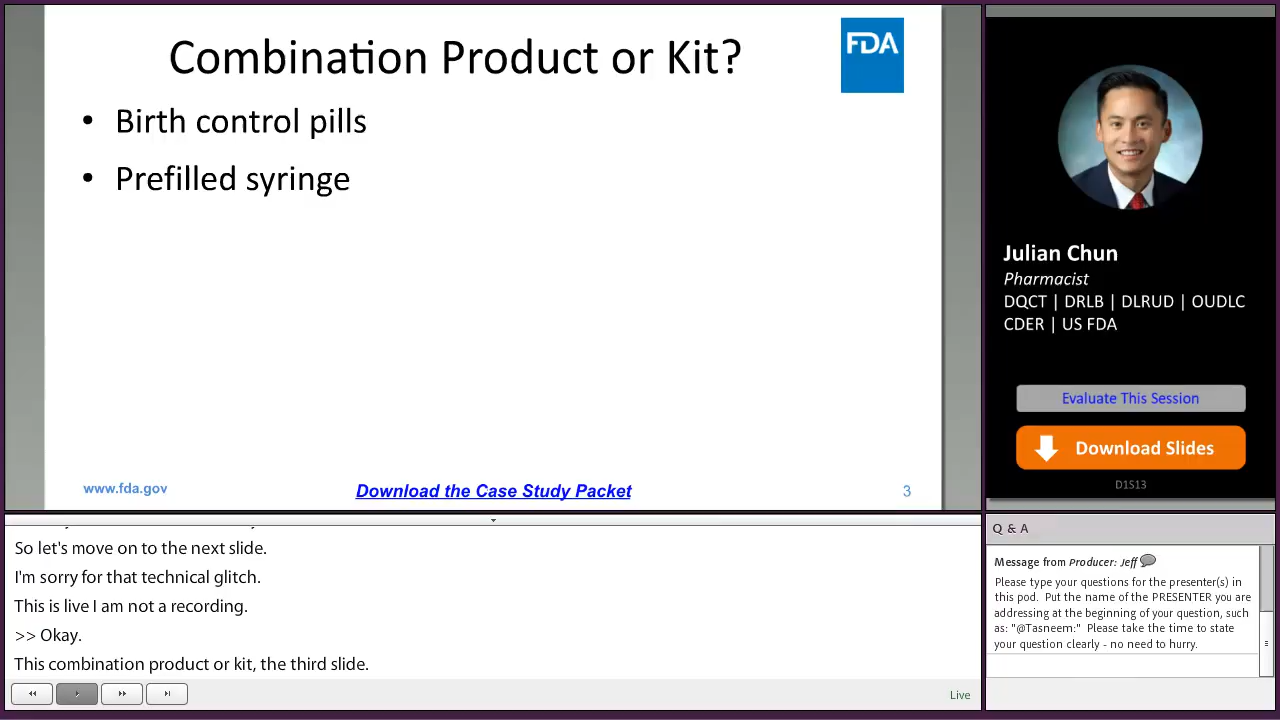 Combination Product or Kit?
FDA
• Birth control pills
• Prefilled syringe
www.fda.gov
Download the Case Study Packet
3
Julian Chun
Pharmacist
DQCT | DRLB | DLRUD | OUDLC
CDER | US FDA
Evaluate This Session
Download Slides
D1S13
So let's move on to the next slide.
I'm sorry for that technical glitch.
This is live I am not a recording.
>> Okay.
This combination product or kit, the third slide.
Live
Q & A
Message from Producer: Jeff
Please type your questions for the presenter(s) in
this pod.  Put the name of the PRESENTER you are
addressing at the beginning of your question, such
as: "@Tasneem:"  Please take the time to state
your question clearly - no need to hurry.